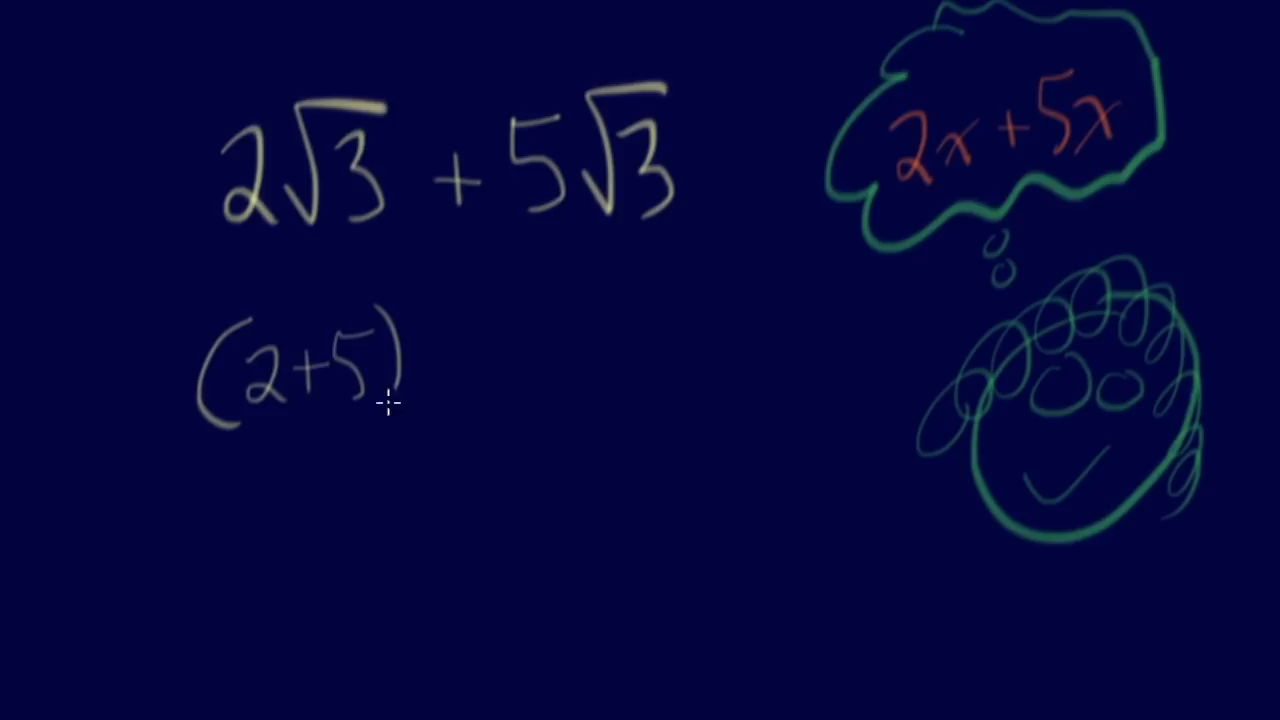 2√3 + 5√3
2x + 5x
(2+5)